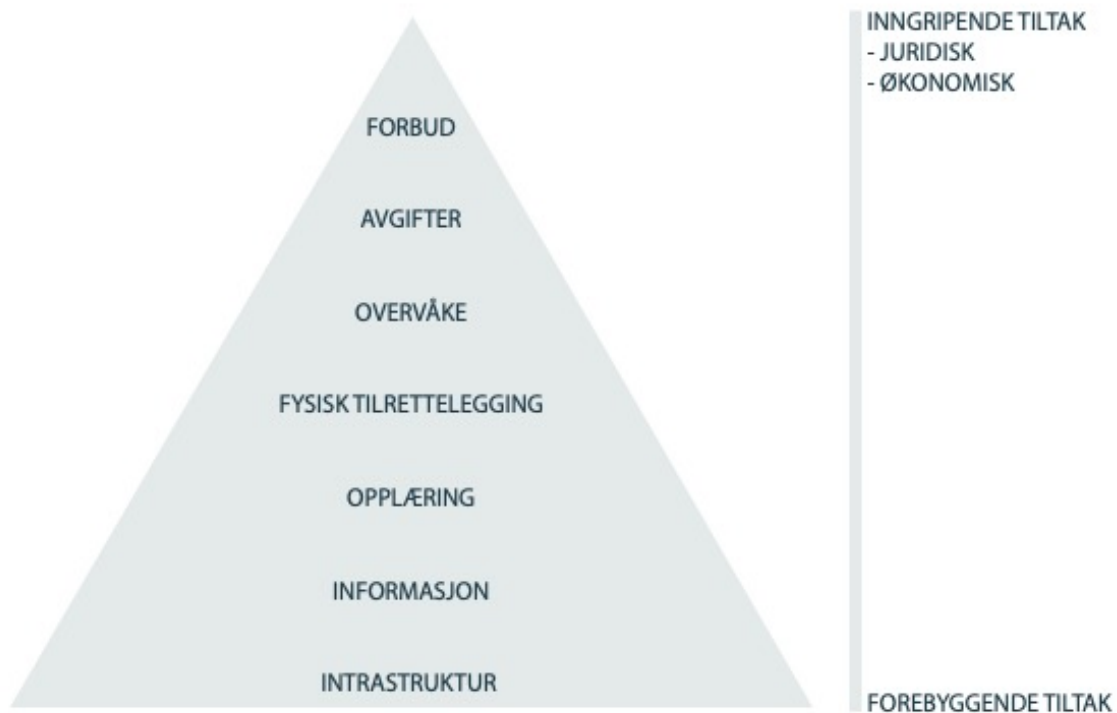 FORBUD
AVGIFTER
OVERVÅKE
FYSISK TILRETTELEGGING
OPPLÆRING
INFORMASJON
INTRASTRUKTUR
INNGRIPENDE TILTAK
- JURIDISK
- ØKONOMISK
FOREBYGGENDE TILTAK